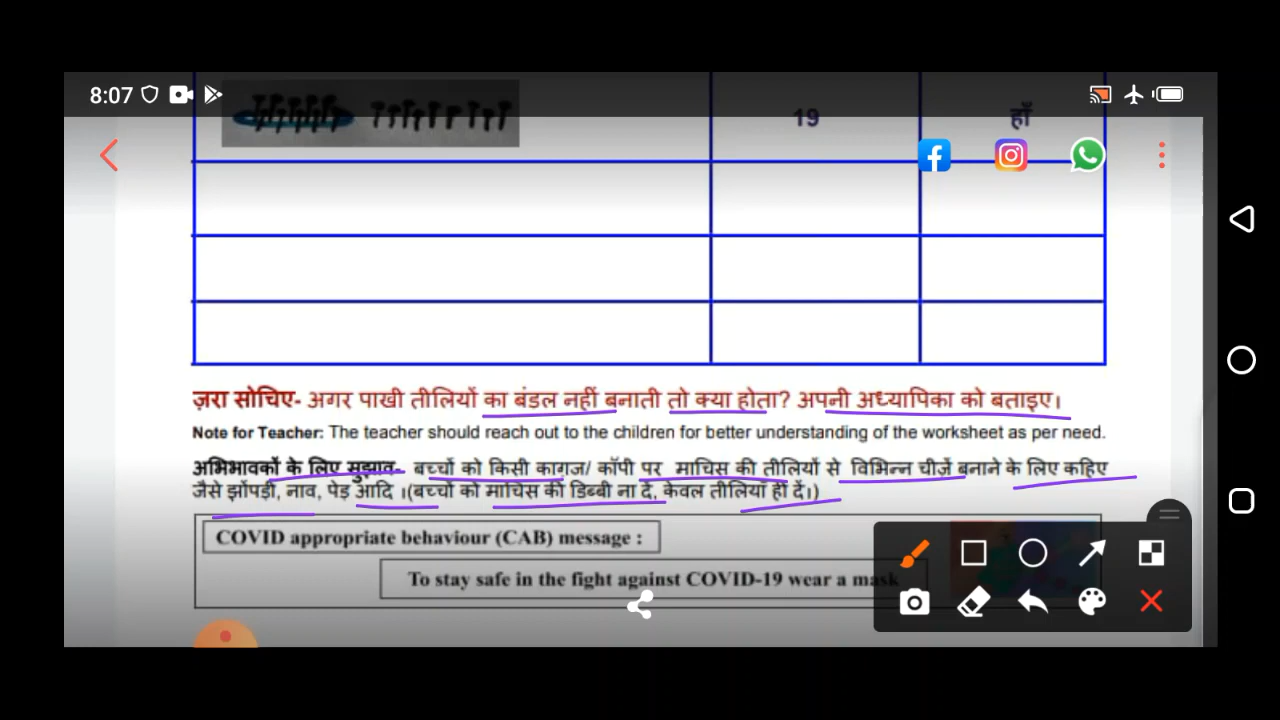 8:07
19 हाँ
ज़रा सोचिए- अगर पाखी तीलियों का बंडल नहीं बनाती तो क्या होता? अपनी अध्यापिका को बताइए।
Note for Teacher: The teacher should reach out to the children for better understanding of the worksheet as per need.
अभिभावकों के लिए सुझाव- बच्चों को किसी कागज/ कॉपी पर माचिस की तीलियों से विभिन्न चीज़ें बनाने के लिए कहिए
जैसे झोंपड़ी, नाव, पेड़ आदि ।(बच्चों को माचिस की डिब्बी ना दें, केवल तीलियाँ ही दें।)
COVID appropriate behaviour (CAB) message :
To stay safe in the fight against COVID-19 wear a mask